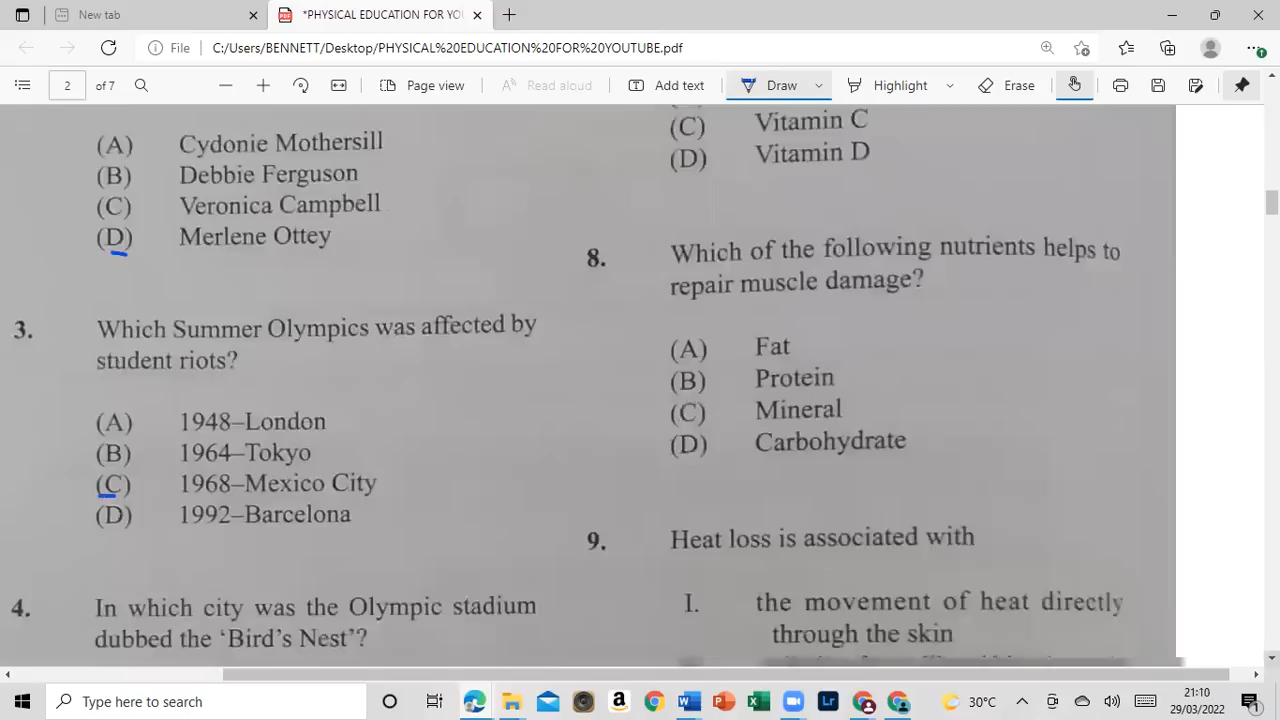 New tab
*PHYSICAL EDUCATION FOR YOU
File C:/Users/BENNETT/Desktop/PHYSICAL%20EDUCATION%20FOR%20YOUTUBE.pdf
2 of 7 Page view Read aloud Add text Draw Highlight Erase
(A) Cydonie Mothersill
(B) Debbie Ferguson
(C) Veronica Campbell
(D) Merlene Ottey
3. Which Summer Olympics was affected by
student riots?
(A) 1948–London
(B) 1964–Tokyo
(C) 1968–Mexico City
(D) 1992–Barcelona
4. In which city was the Olympic stadium
dubbed the ‘Bird’s Nest’?
(C) Vitamin C
(D) Vitamin D
8. Which of the following nutrients helps to
repair muscle damage?
(A) Fat
(B) Protein
(C) Mineral
(D) Carbohydrate
9. Heat loss is associated with
I. the movement of heat directly
through the skin
Type here to search
30°C
21:10
29/03/2022